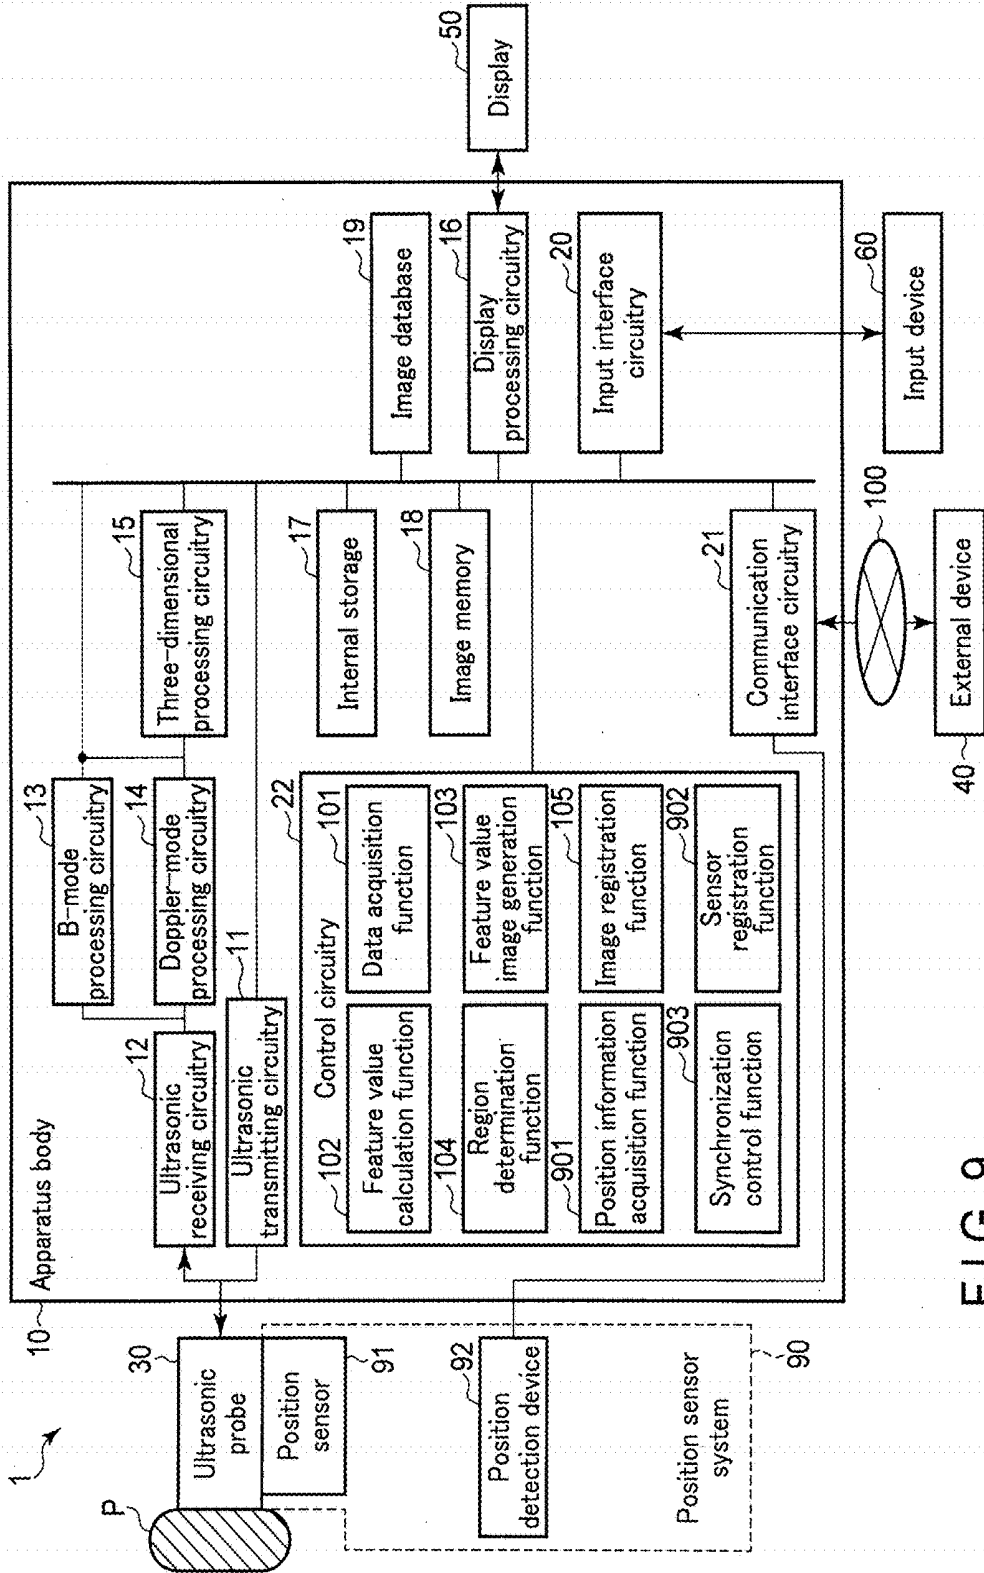 1
P
10
Apparatus body
30
Ultrasonic
probe
Position
sensor
91
92
Position
detection device
Position sensor
system
90
12
Ultrasonic
receiving circuitry
11
Ultrasonic
transmitting circuitry
13
B-mode
processing circuitry
14
Doppler-mode
processing circuitry
15
Three-dimensional
processing circuitry
22
Control circuitry
101
Data acquisition
function
102
Feature value
calculation function
103
Feature value
image generation
function
104
Region
determination
function
105
Image registration
function
901
Position information
acquisition function
902
Sensor
registration
function
903
Synchronization
control function
17
Internal storage
18
Image memory
19
Image database
16
Display
processing circuitry
20
Input interface
circuitry
21
Communication
interface circuitry
50
Display
60
Input device
100
40
External device
FIG. 9